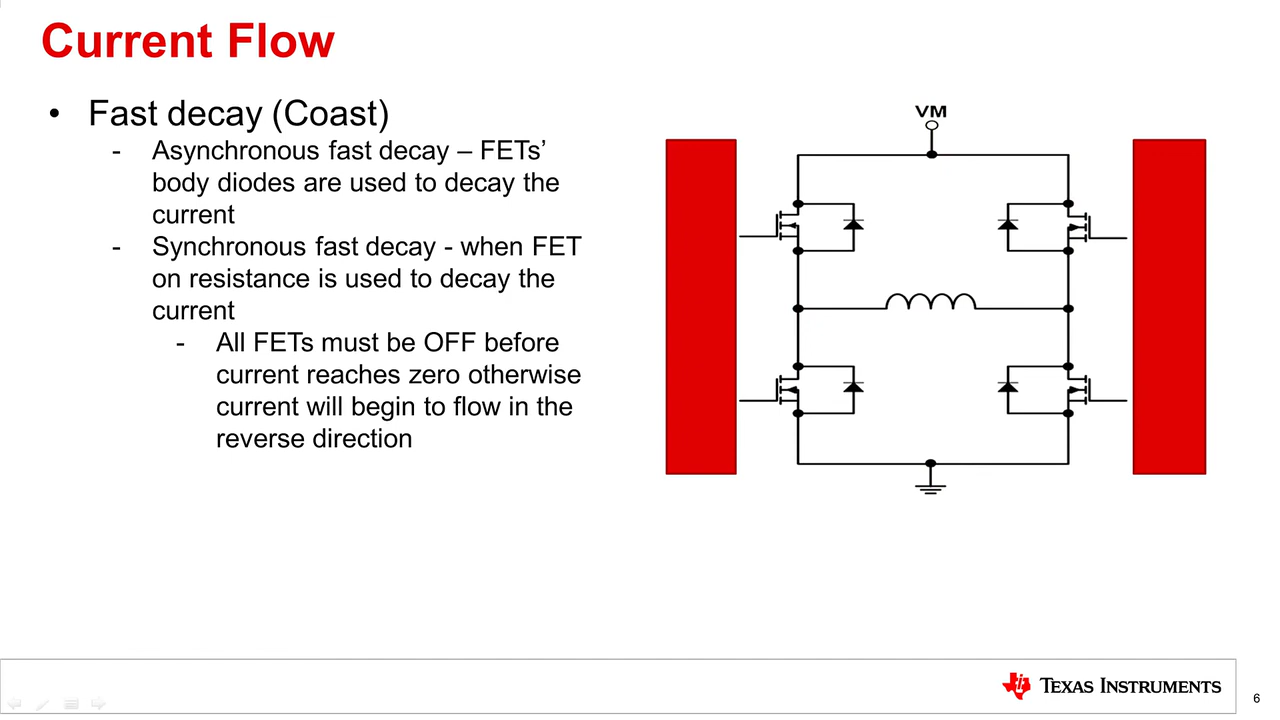 Current Flow
• Fast decay (Coast)
- Asynchronous fast decay – FETs’
body diodes are used to decay the
current
- Synchronous fast decay - when FET
on resistance is used to decay the
current
- All FETs must be OFF before
current reaches zero otherwise
current will begin to flow in the
reverse direction
VM
TEXAS INSTRUMENTS
6